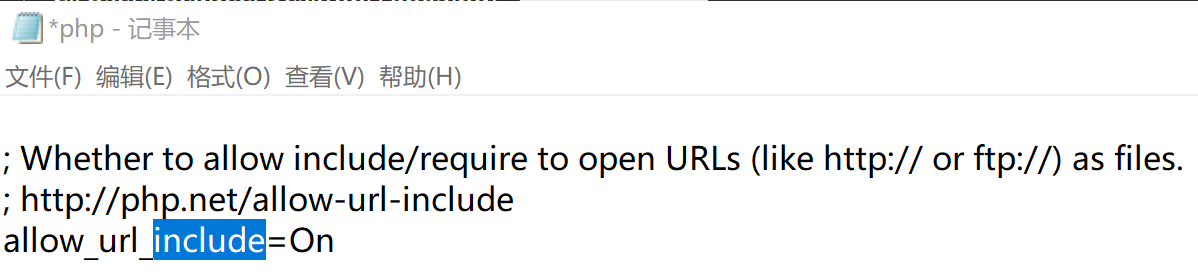 *php - 记事本
文件(F) 编辑(E) 格式(O) 查看(V) 帮助(H)
; Whether to allow include/require to open URLs (like http:// or ftp://) as files.
; http://php.net/allow-url-include
allow_url_include=On